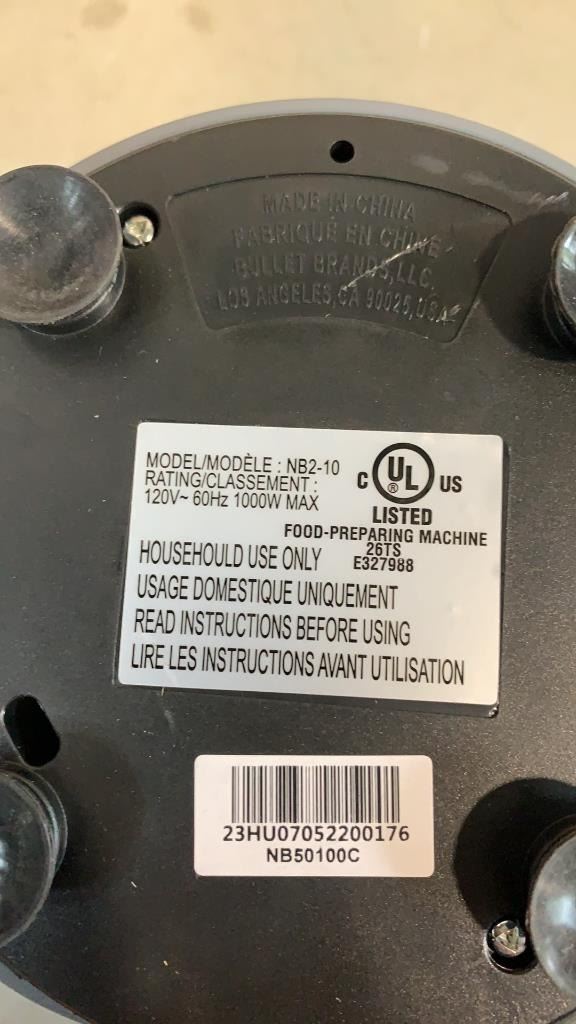 MADE IN CHINA
FABRIQUÉ EN CHINE
BULLET BRANDS, LLC.
LOS ANGELES, CA 90025, USA
MODEL/MODÈLE : NB2-10
RATING/CLASSEMENT :
120V~ 60Hz 1000W MAX
C UL ® US
LISTED
FOOD-PREPARING MACHINE
26TS
E327988
HOUSEHOULD USE ONLY
USAGE DOMESTIQUE UNIQUEMENT
READ INSTRUCTIONS BEFORE USING
LIRE LES INSTRUCTIONS AVANT UTILISATION
23HU07052200176
NB50100C